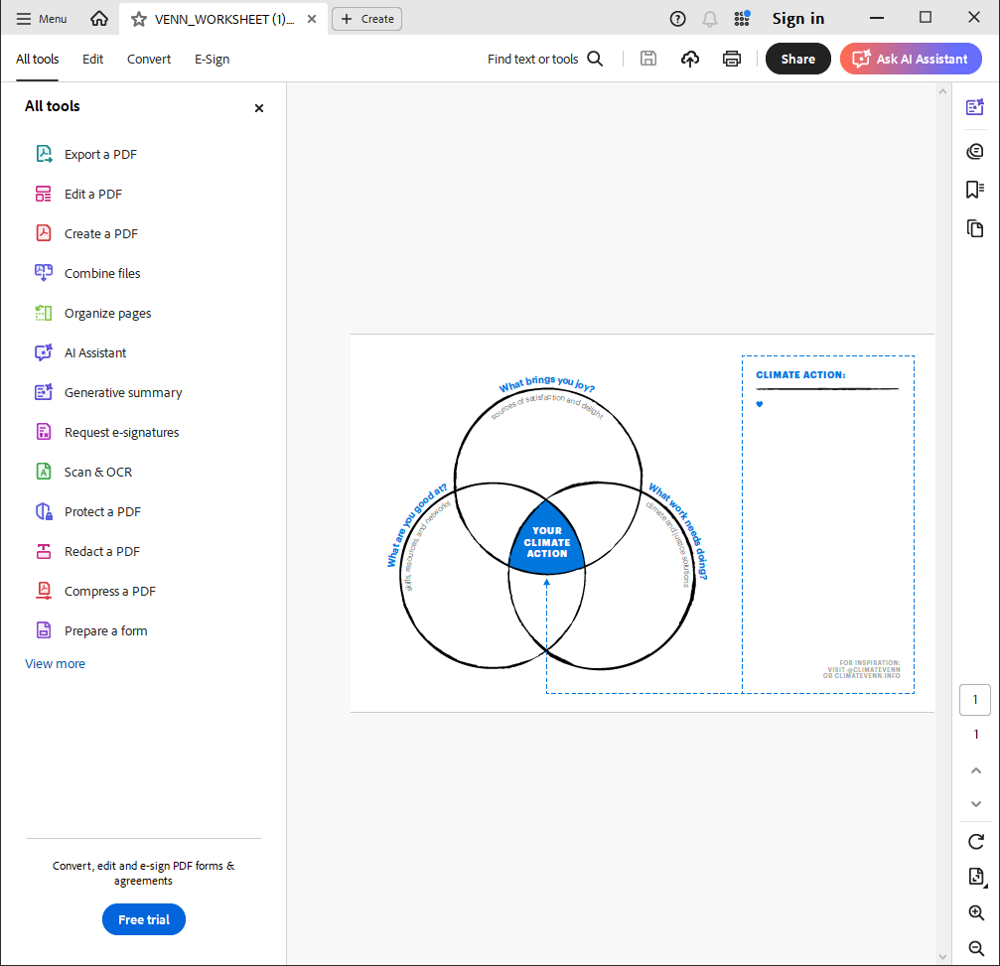 Menu
VENN_WORKSHEET (1)...
Create
Sign in
All tools
Edit
Convert
E-Sign
Find text or tools
Share
Ask AI Assistant
All tools
Export a PDF
Edit a PDF
Create a PDF
Combine files
Organize pages
AI Assistant
Generative summary
Request e-signatures
Scan & OCR
Protect a PDF
Redact a PDF
Compress a PDF
Prepare a form
View more
Convert, edit and e-sign PDF forms &
agreements
Free trial
What brings you joy?
sources of satisfaction and delight
What are you good at?
skills, resources, and networks
What work needs doing?
climate and justice solutions
YOUR
CLIMATE
ACTION
CLIMATE ACTION:
FOR INSPIRATION:
VISIT @CLIMATEVENN
OR CLIMATEVENN.INFO
1
1